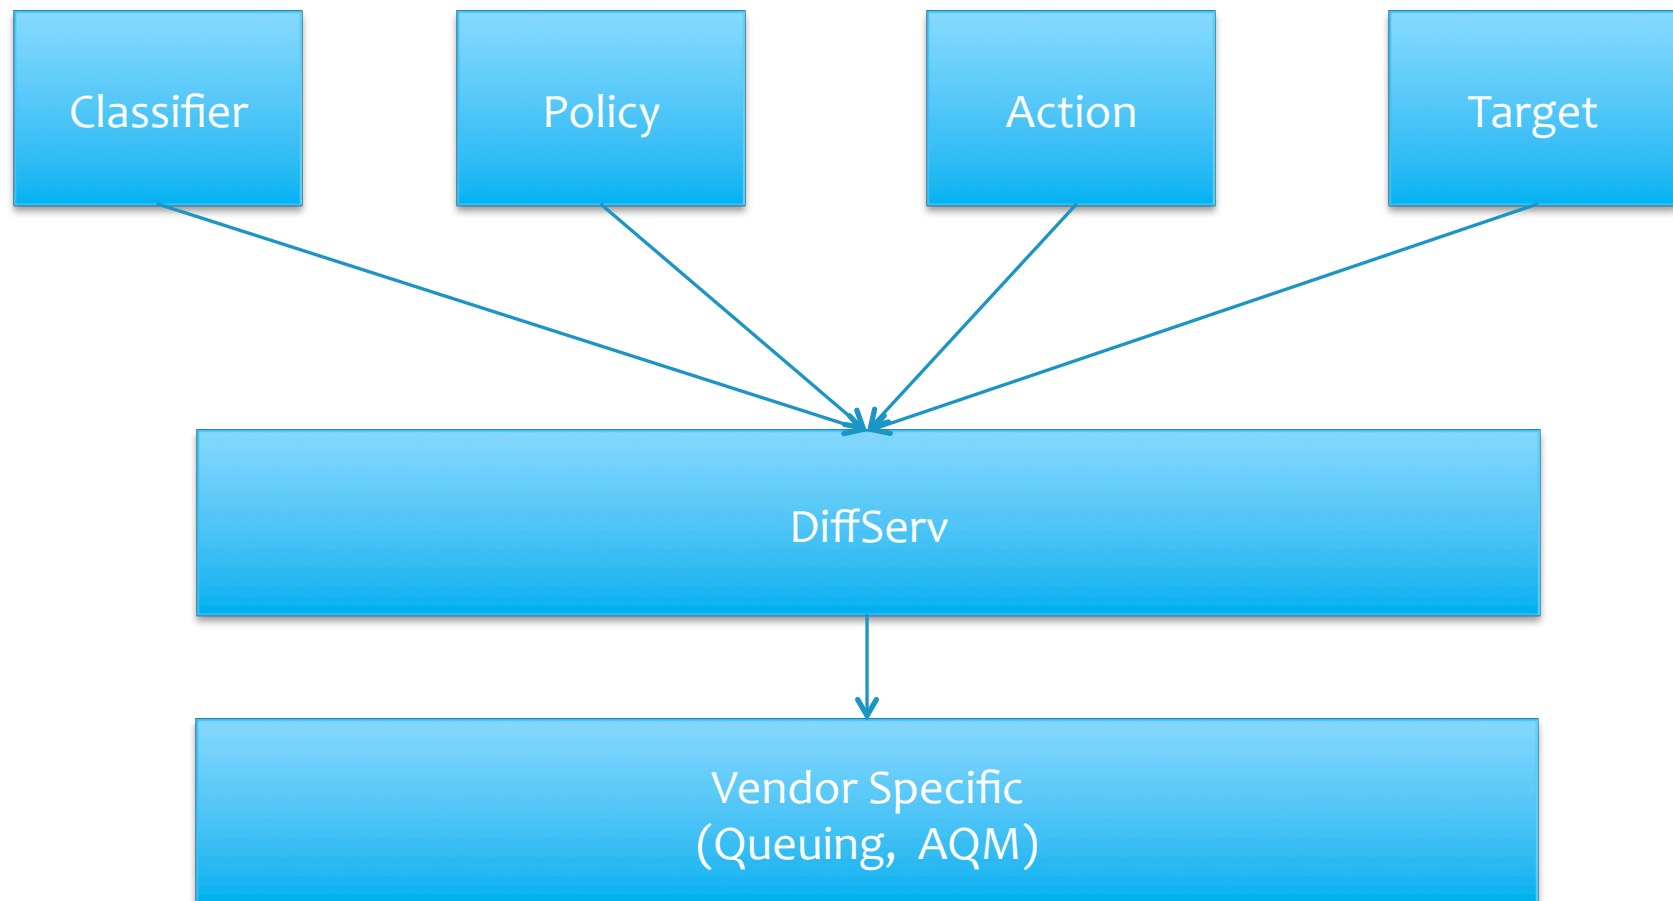 Classifier
Policy
Action
Target
DiffServ
Vendor Specific
(Queuing, AQM)